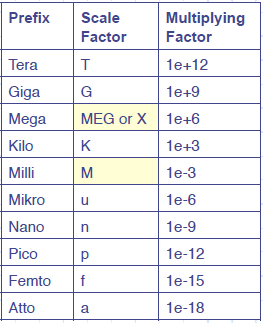 Prefix Scale Factor Multiplying Factor
Tera T 1e+12
Giga G 1e+9
Mega MEG or X 1e+6
Kilo K 1e+3
Milli M 1e-3
Mikro u 1e-6
Nano n 1e-9
Pico p 1e-12
Femto f 1e-15
Atto a 1e-18